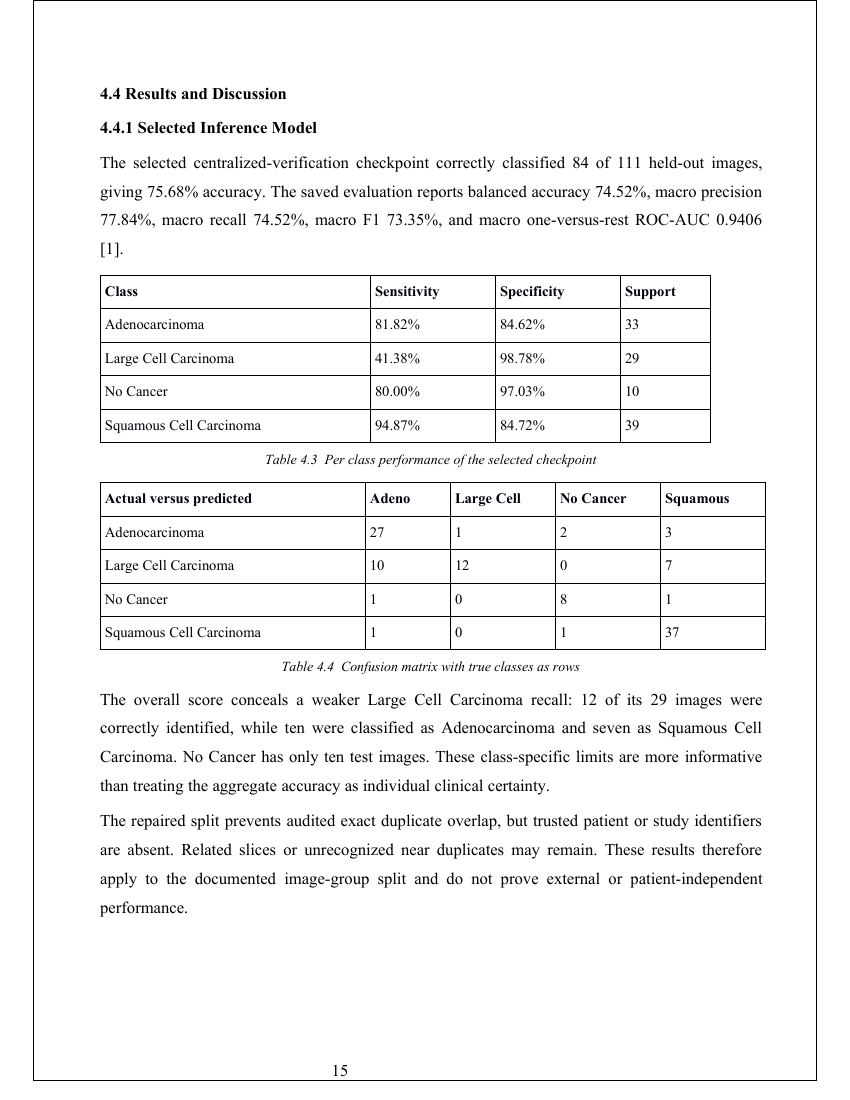 4.4 Results and Discussion
4.4.1 Selected Inference Model
The selected centralized-verification checkpoint correctly classified 84 of 111 held-out images,
giving 75.68% accuracy. The saved evaluation reports balanced accuracy 74.52%, macro precision
77.84%, macro recall 74.52%, macro F1 73.35%, and macro one-versus-rest ROC-AUC 0.9406
[1].
Class Sensitivity Specificity Support
Adenocarcinoma 81.82% 84.62% 33
Large Cell Carcinoma 41.38% 98.78% 29
No Cancer 80.00% 97.03% 10
Squamous Cell Carcinoma 94.87% 84.72% 39
Table 4.3 Per class performance of the selected checkpoint
Actual versus predicted Adeno Large Cell No Cancer Squamous
Adenocarcinoma 27 1 2 3
Large Cell Carcinoma 10 12 0 7
No Cancer 1 0 8 1
Squamous Cell Carcinoma 1 0 1 37
Table 4.4 Confusion matrix with true classes as rows
The overall score conceals a weaker Large Cell Carcinoma recall: 12 of its 29 images were
correctly identified, while ten were classified as Adenocarcinoma and seven as Squamous Cell
Carcinoma. No Cancer has only ten test images. These class-specific limits are more informative
than treating the aggregate accuracy as individual clinical certainty.
The repaired split prevents audited exact duplicate overlap, but trusted patient or study identifiers
are absent. Related slices or unrecognized near duplicates may remain. These results therefore
apply to the documented image-group split and do not prove external or patient-independent
performance.
15